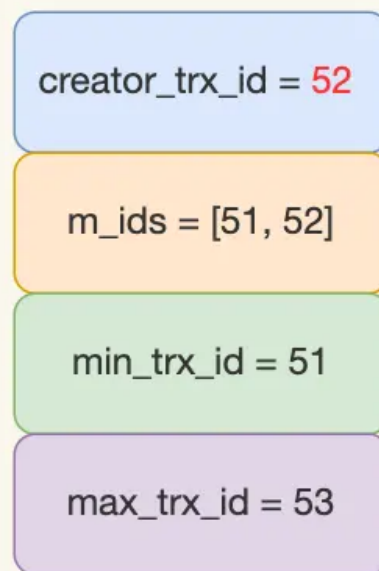 creator_trx_id = 52
m_ids = [51, 52]
min_trx_id = 51
max_trx_id = 53